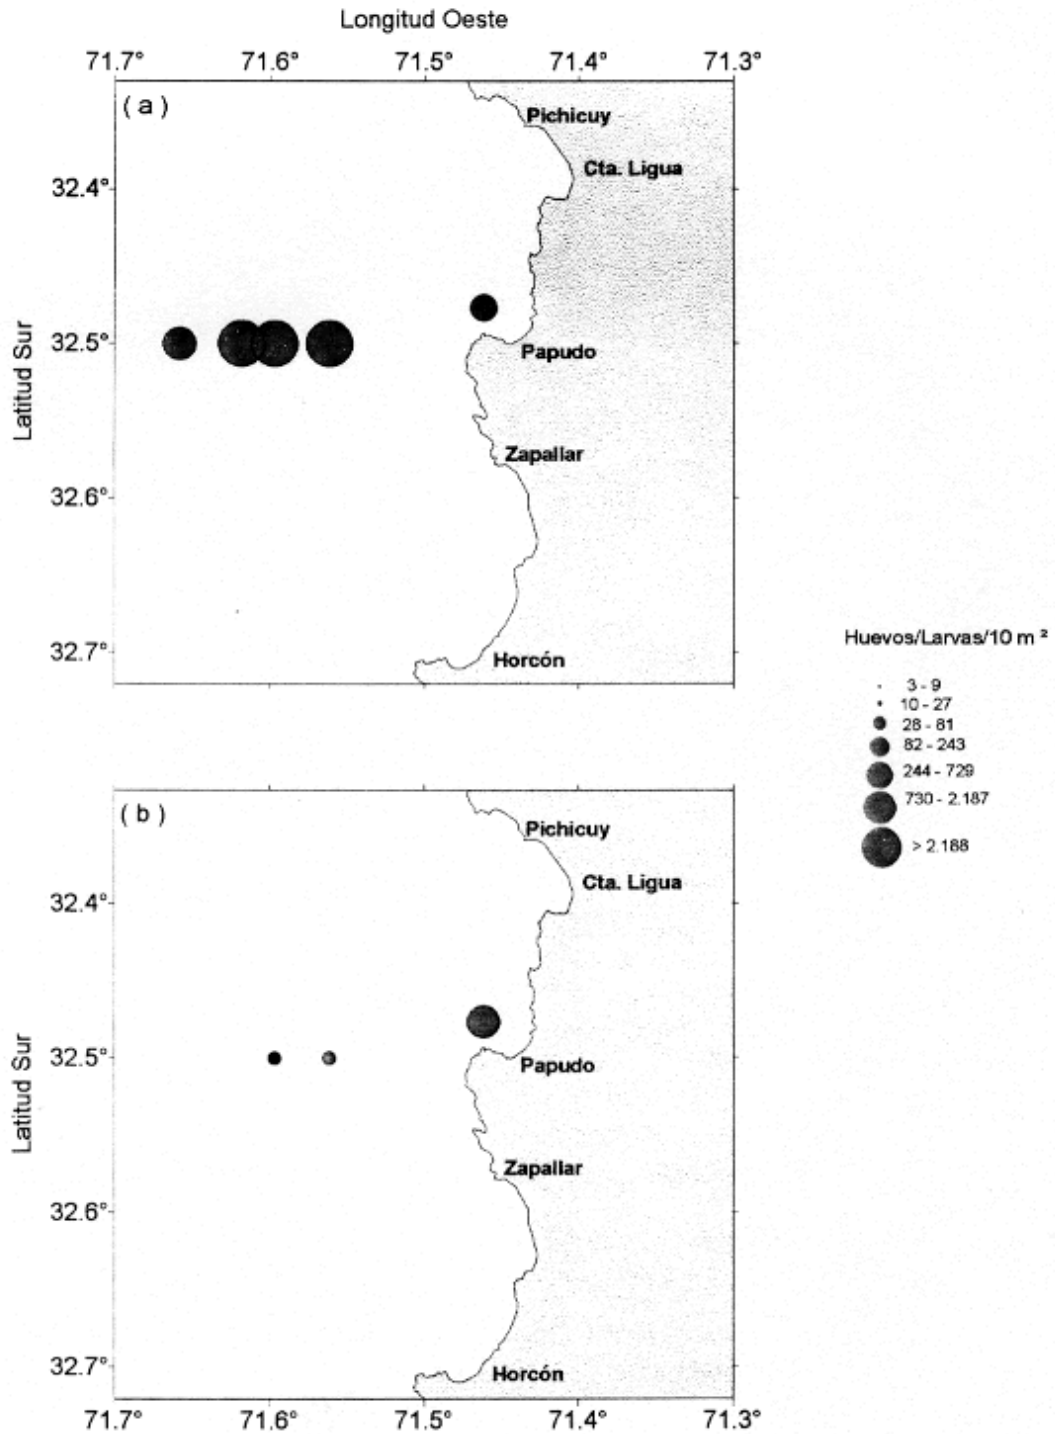 Longitud Oeste
71.7° 71.6° 71.5° 71.4° 71.3°
( a )
Pichicuy
Cta. Ligua
32.4°
32.5°
Papudo
Latitud Sur
Zapallar
32.6°
32.7°
Horcón
Huevos/Larvas/10 m ²
3 - 9
10 - 27
28 - 81
82 - 243
244 - 729
730 - 2.187
> 2.188
( b )
Pichicuy
Cta. Ligua
32.4°
32.5°
Papudo
Latitud Sur
Zapallar
32.6°
32.7°
Horcón
71.7° 71.6° 71.5° 71.4° 71.3°